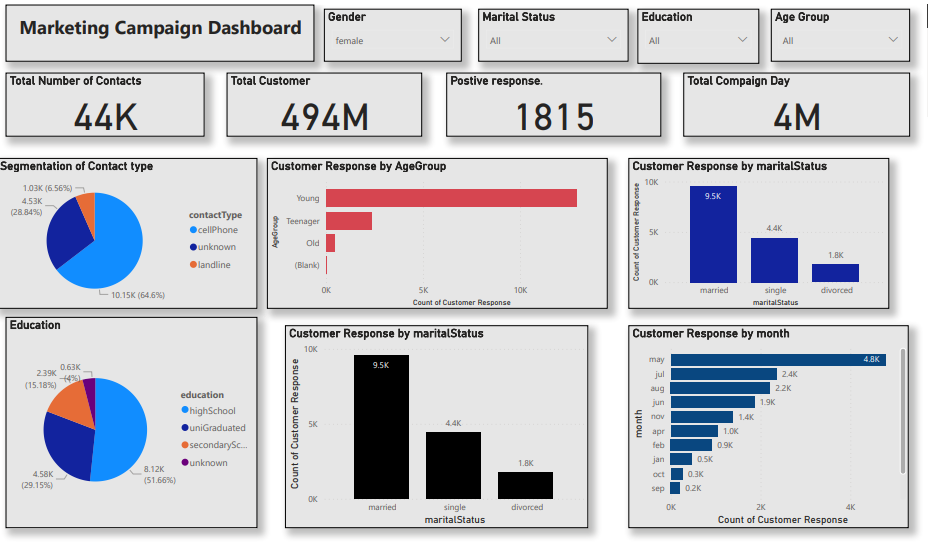 Marketing Campaign Dashboard
Gender
female
Marital Status
All
Education
All
Age Group
All
Total Number of Contacts
44K
Total Customer
494M
Postive response.
1815
Total Compaign Day
4M
Segmentation of Contact type
1.03K (6.56%)
4.53K
(28.84%)
10.15K (64.6%)
contactType
cellPhone
unknown
landline
Customer Response by AgeGroup
AgeGroup
Young
Teenager
Old
(Blank)
0K
5K
10K
Count of Customer Response
Customer Response by maritalStatus
Count of Customer Response
10K
5K
0K
9.5K
4.4K
1.8K
married
single
divorced
maritalStatus
Education
0.63K
(4%)
2.39K
(15.18%)
4.58K
(29.15%)
8.12K
(51.66%)
education
highSchool
uniGraduated
secondarySc...
unknown
Customer Response by maritalStatus
Count of Customer Response
10K
5K
0K
9.5K
4.4K
1.8K
married
single
divorced
maritalStatus
Customer Response by month
month
may 4.8K
jul 2.4K
aug 2.2K
jun 1.9K
nov 1.4K
apr 1.0K
feb 0.9K
jan 0.5K
oct 0.3K
sep 0.2K
0K
2K
4K
Count of Customer Response